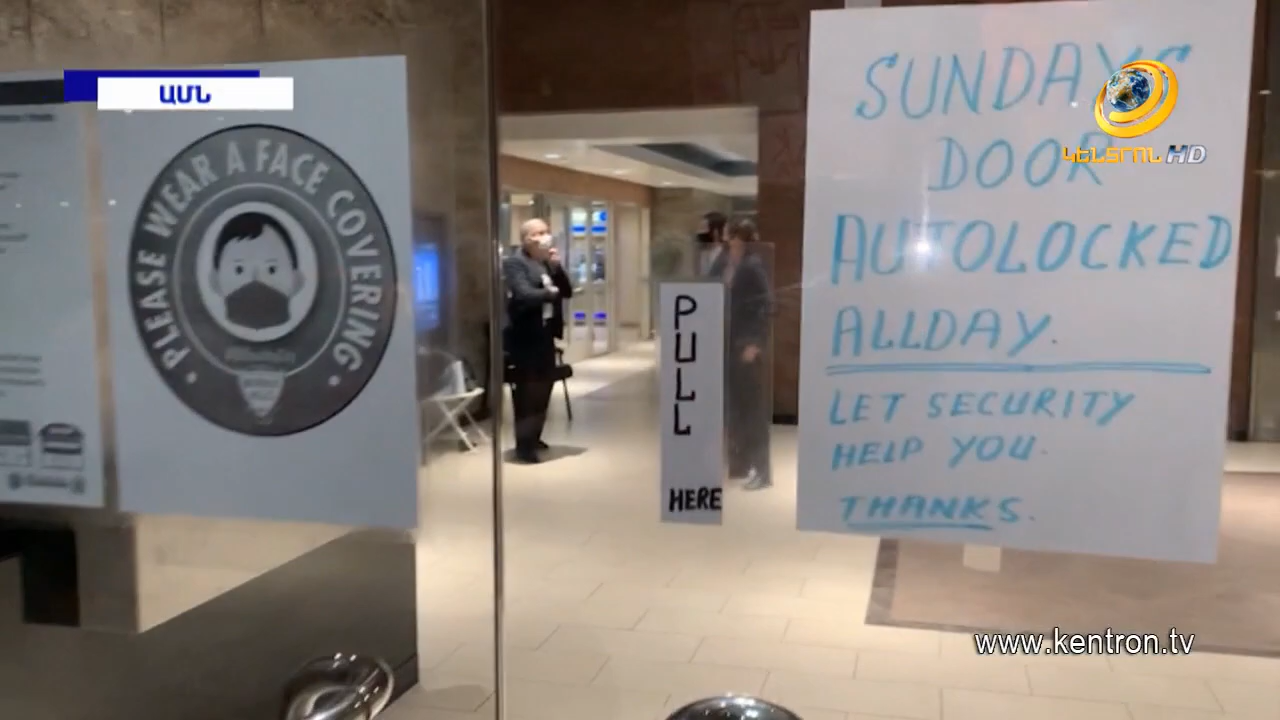 ԱՄՆ
PLEASE WEAR A FACE COVERING
PULL
HERE
SUNDAYS
DOOR
AUTOLOCKED
ALLDAY.
LET SECURITY
HELP YOU.
THANKS.
ԿԵՆՏՐՈՆ HD
www.kentron.tv